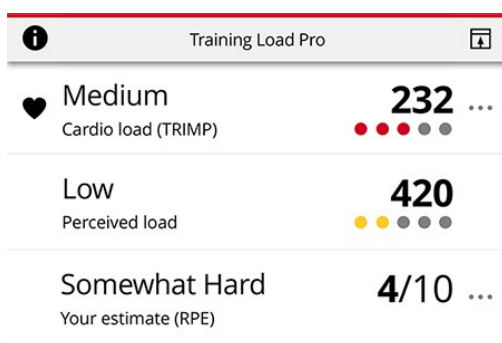 Training Load Pro
Medium
232
Cardio load (TRIMP)
Low
420
Perceived load
Somewhat Hard
4/10
Your estimate (RPE)